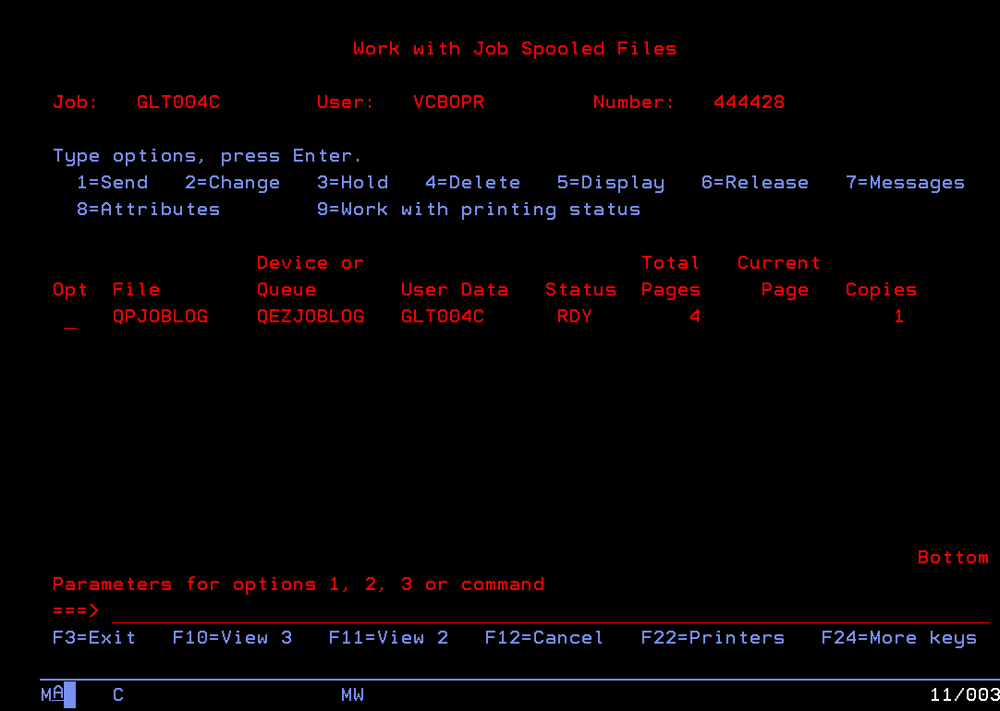 Work with Job Spooled Files
Job: GLT004C User: VCBOPR Number: 444428
Type options, press Enter.
1=Send 2=Change 3=Hold 4=Delete 5=Display 6=Release 7=Messages
8=Attributes 9=Work with printing status
Device or Total Current
Opt File Queue User Data Status Pages Page Copies
_ QPJOBLOG QEZJOBLOG GLT004C RDY 4 1
Bottom
Parameters for options 1, 2, 3 or command
===>
F3=Exit F10=View 3 F11=View 2 F12=Cancel F22=Printers F24=More keys
MA C MW 11/003